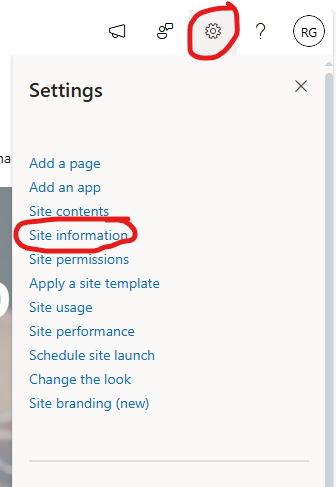 ?
RG
Settings
Add a page
Add an app
Site contents
Site information
Site permissions
Apply a site template
Site usage
Site performance
Schedule site launch
Change the look
Site branding (new)